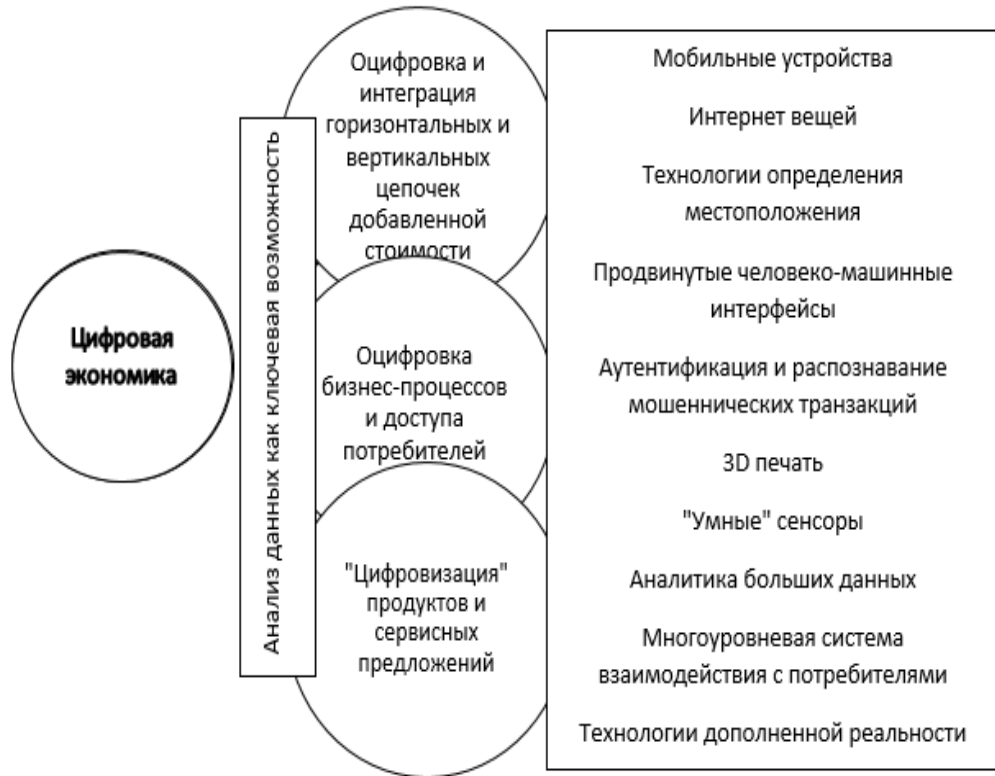 Цифровая
экономика
Анализ данных как ключевая возможность
Оцифровка и
интеграция
горизонтальных и
вертикальных
цепочек
добавленной
стоимости
Оцифровка
бизнес-процессов
и доступа
потребителей
"Цифровизация"
продуктов и
сервисных
предложений
Мобильные устройства
Интернет вещей
Технологии определения
местоположения
Продвинутые человеко-машинные
интерфейсы
Аутентификация и распознавание
мошеннических транзакций
3D печать
"Умные" сенсоры
Аналитика больших данных
Многоуровневая система
взаимодействия с потребителями
Технологии дополненной реальности